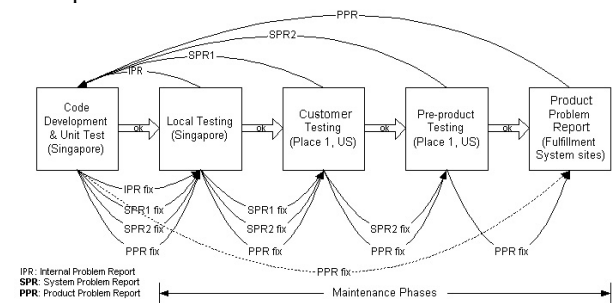 PPR
SPR2
SPR1
IPR
Code
Development
& Unit Test
(Singapore)
ok
Local Testing
(Singapore)
ok
Customer
Testing
(Place 1, US)
ok
Pre-product
Testing
(Place 1, US)
ok
Product
Problem
Report
(Fulfillment
System sites)
IPR fix
SPR1 fix
SPR2 fix
PPR fix
SPR1 fix
SPR2 fix
PPR fix
SPR2 fix
PPR fix
PPR fix
PPR fix
IPR: Internal Problem Report
SPR: System Problem Report
PPR: Product Problem Report
Maintenance Phases